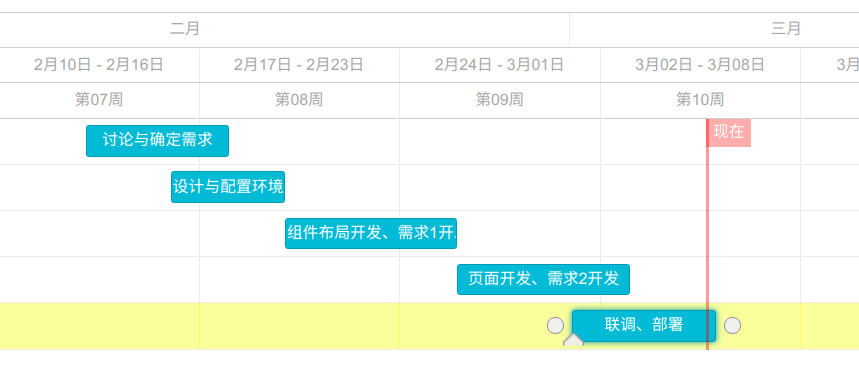 二月
三月
2月10日 - 2月16日
2月17日 - 2月23日
2月24日 - 3月01日
3月02日 - 3月08日
3月
第07周
第08周
第09周
第10周
现在
讨论与确定需求
设计与配置环境
组件布局开发、需求1开
页面开发、需求2开发
联调、部署